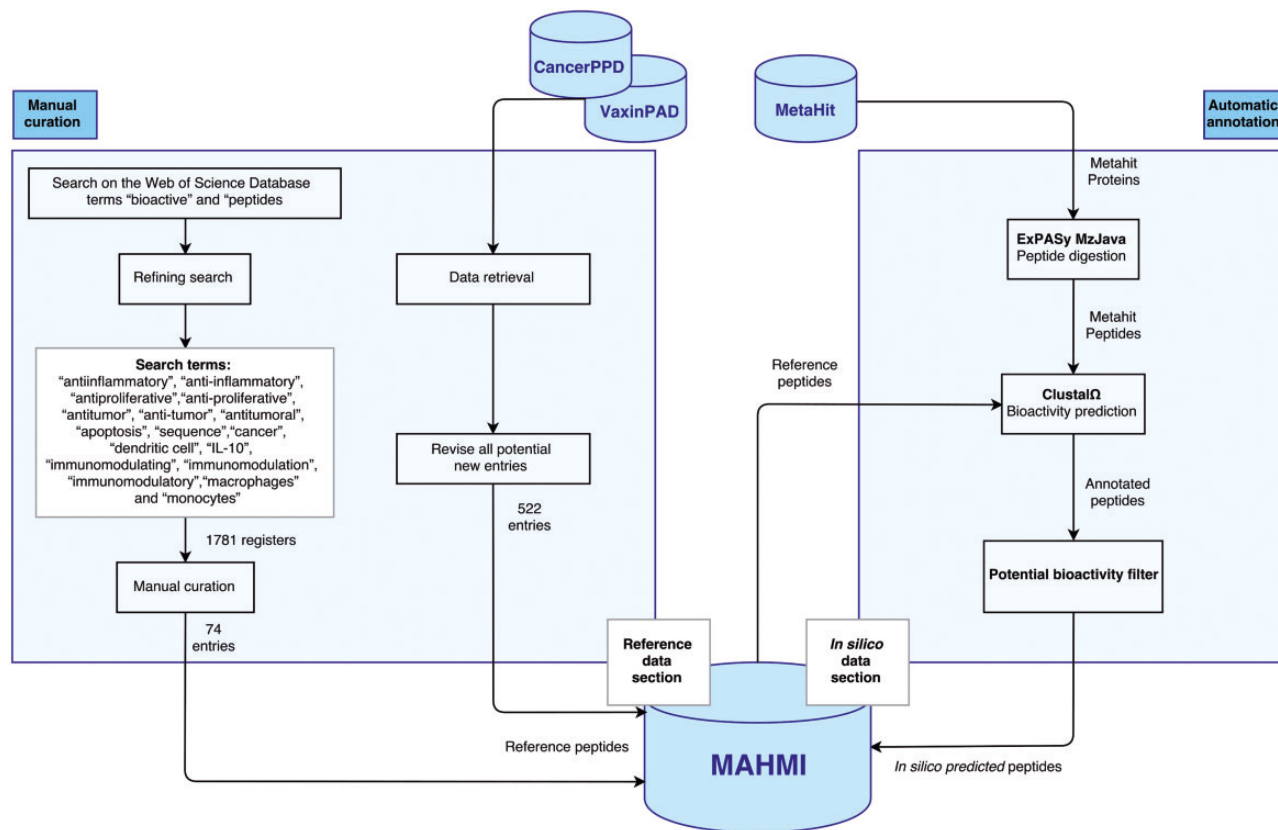 CancerPPD
VaxinPAD
MetaHit
Manual
curation
Automatic
annotation
Search on the Web of Science Database
terms “bioactive” and “peptides
Refining search
Search terms:
“antiinflammatory”, “anti-inflammatory”,
“antiproliferative”,“anti-proliferative”,
“antitumor”, “anti-tumor”, “antitumoral”,
“apoptosis”, “sequence”,“cancer”,
“dendritic cell”, “IL-10”,
“immunomodulating”, “immunomodulation”,
“immunomodulatory”,“macrophages”
and “monocytes”
1781 registers
Manual curation
74
entries
Data retrieval
Revise all potential
new entries
522
entries
Reference peptides
Reference
data
section
In silico
data
section
MAHMI
Reference
peptides
Metahit
Proteins
ExPASy MzJava
Peptide digestion
Metahit
Peptides
ClustalΩ
Bioactivity prediction
Annotated
peptides
Potential bioactivity filter
In silico predicted peptides